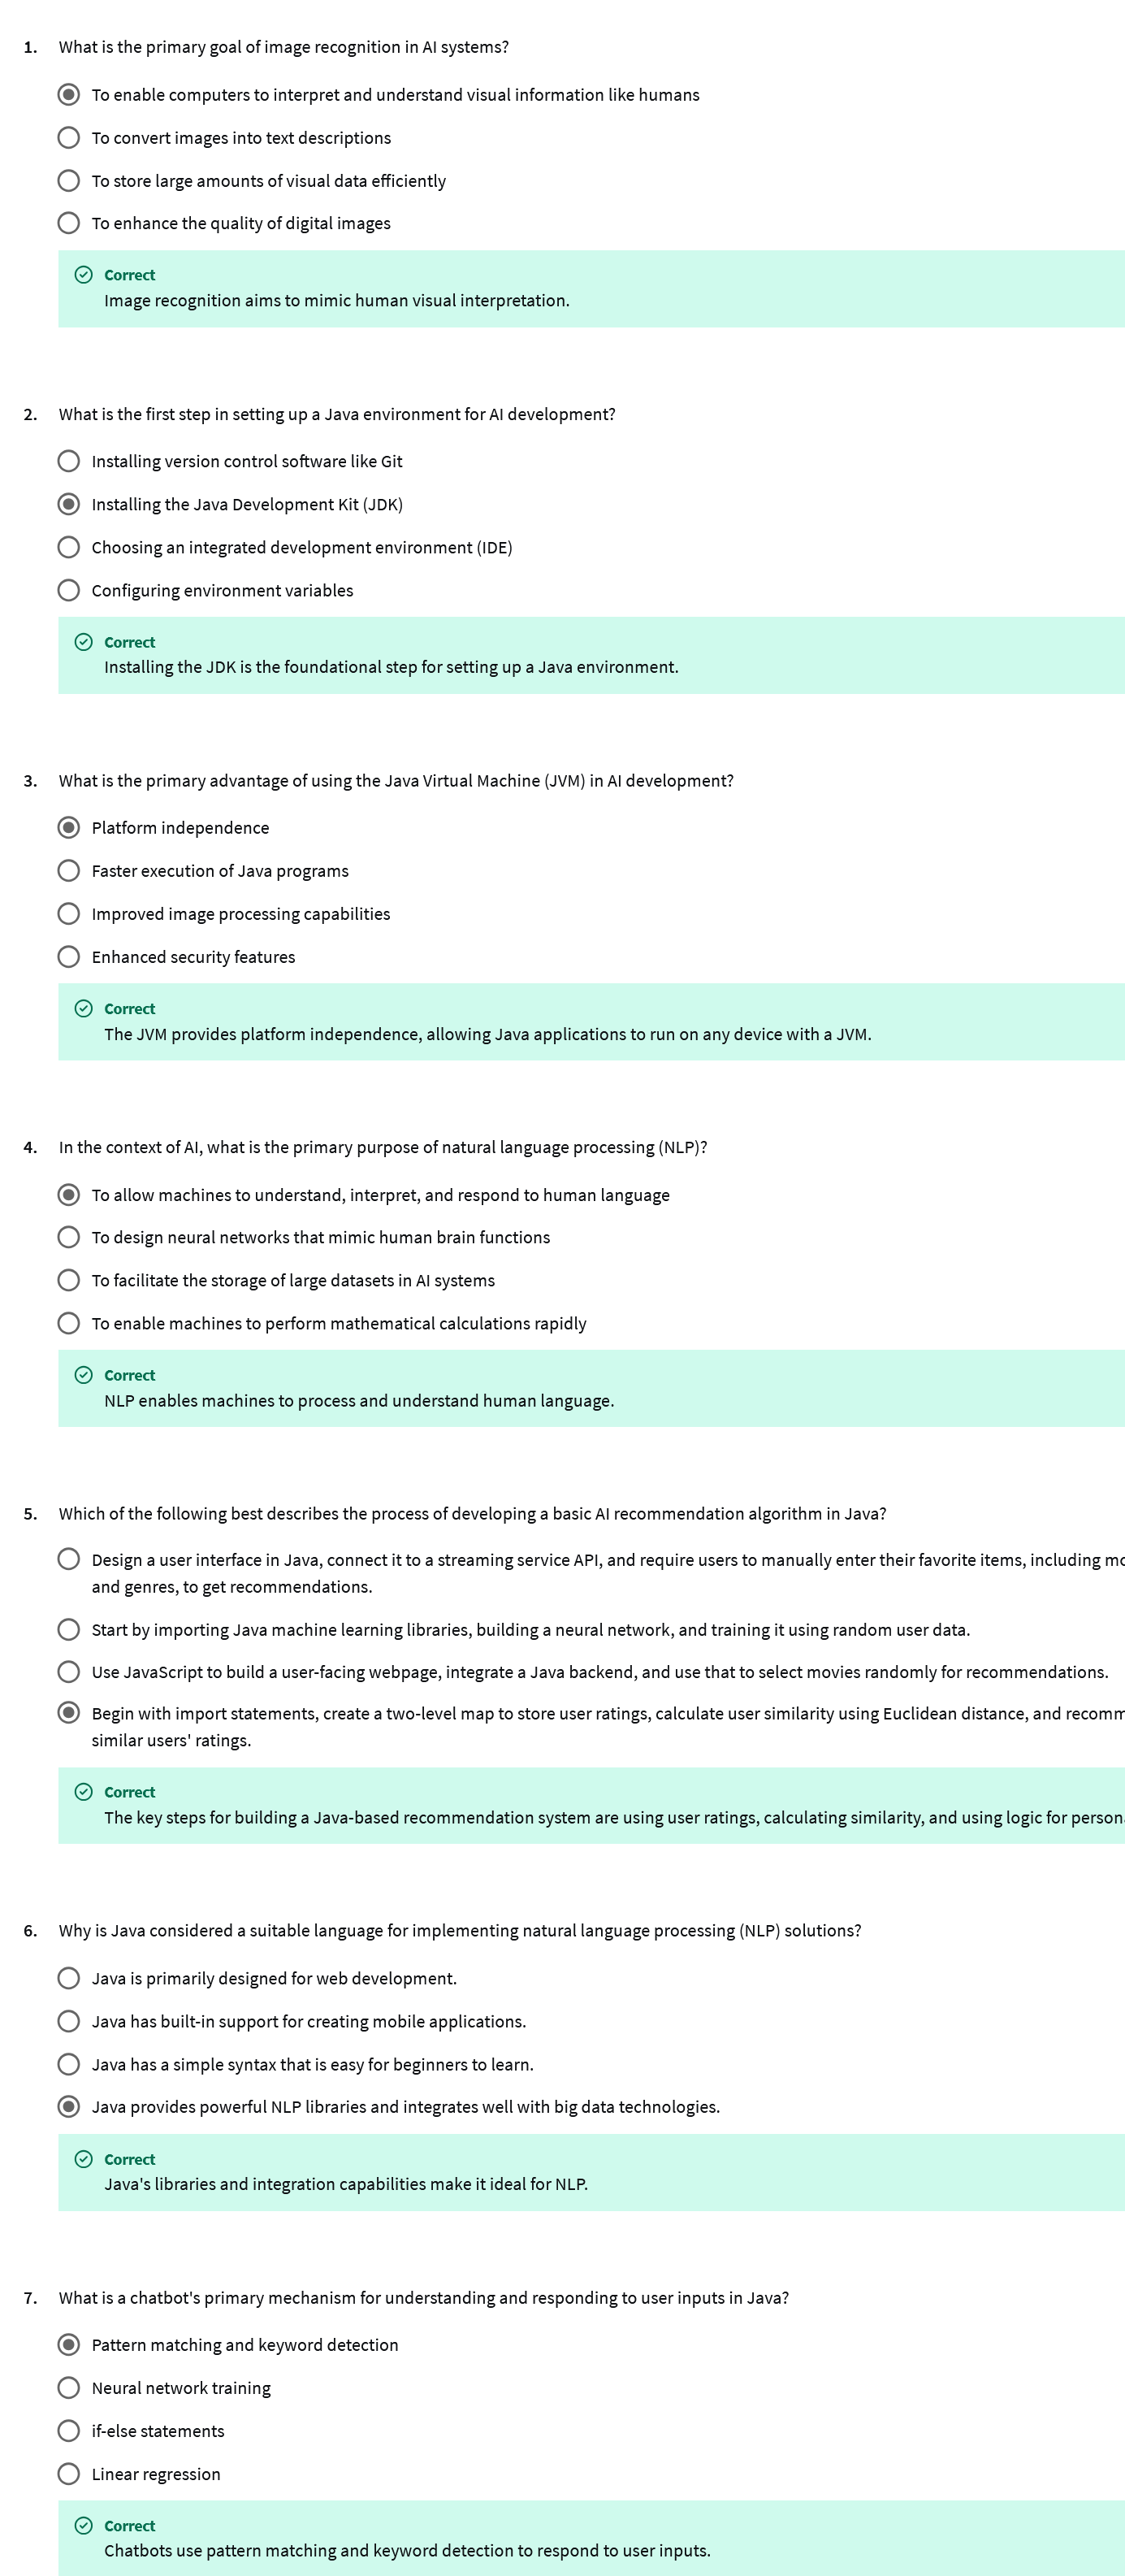 1. What is the primary goal of image recognition in AI systems?
To enable computers to interpret and understand visual information like humans
To convert images into text descriptions
To store large amounts of visual data efficiently
To enhance the quality of digital images
Correct
Image recognition aims to mimic human visual interpretation.
2. What is the first step in setting up a Java environment for AI development?
Installing version control software like Git
Installing the Java Development Kit (JDK)
Choosing an integrated development environment (IDE)
Configuring environment variables
Correct
Installing the JDK is the foundational step for setting up a Java environment.
3. What is the primary advantage of using the Java Virtual Machine (JVM) in AI development?
Platform independence
Faster execution of Java programs
Improved image processing capabilities
Enhanced security features
Correct
The JVM provides platform independence, allowing Java applications to run on any device with a JVM.
4. In the context of AI, what is the primary purpose of natural language processing (NLP)?
To allow machines to understand, interpret, and respond to human language
To design neural networks that mimic human brain functions
To facilitate the storage of large datasets in AI systems
To enable machines to perform mathematical calculations rapidly
Correct
NLP enables machines to process and understand human language.
5. Which of the following best describes the process of developing a basic AI recommendation algorithm in Java?
Design a user interface in Java, connect it to a streaming service API, and require users to manually enter their favorite items, including
and genres, to get recommendations.
Start by importing Java machine learning libraries, building a neural network, and training it using random user data.
Use JavaScript to build a user-facing webpage, integrate a Java backend, and use that to select movies randomly for recommendations.
Begin with import statements, create a two-level map to store user ratings, calculate user similarity using Euclidean distance, and
similar users' ratings.
Correct
The key steps for building a Java-based recommendation system are using user ratings, calculating similarity, and using logic for
6. Why is Java considered a suitable language for implementing natural language processing (NLP) solutions?
Java is primarily designed for web development.
Java has built-in support for creating mobile applications.
Java has a simple syntax that is easy for beginners to learn.
Java provides powerful NLP libraries and integrates well with big data technologies.
Correct
Java's libraries and integration capabilities make it ideal for NLP.
7. What is a chatbot's primary mechanism for understanding and responding to user inputs in Java?
Pattern matching and keyword detection
Neural network training
if-else statements
Linear regression
Correct
Chatbots use pattern matching and keyword detection to respond to user inputs.